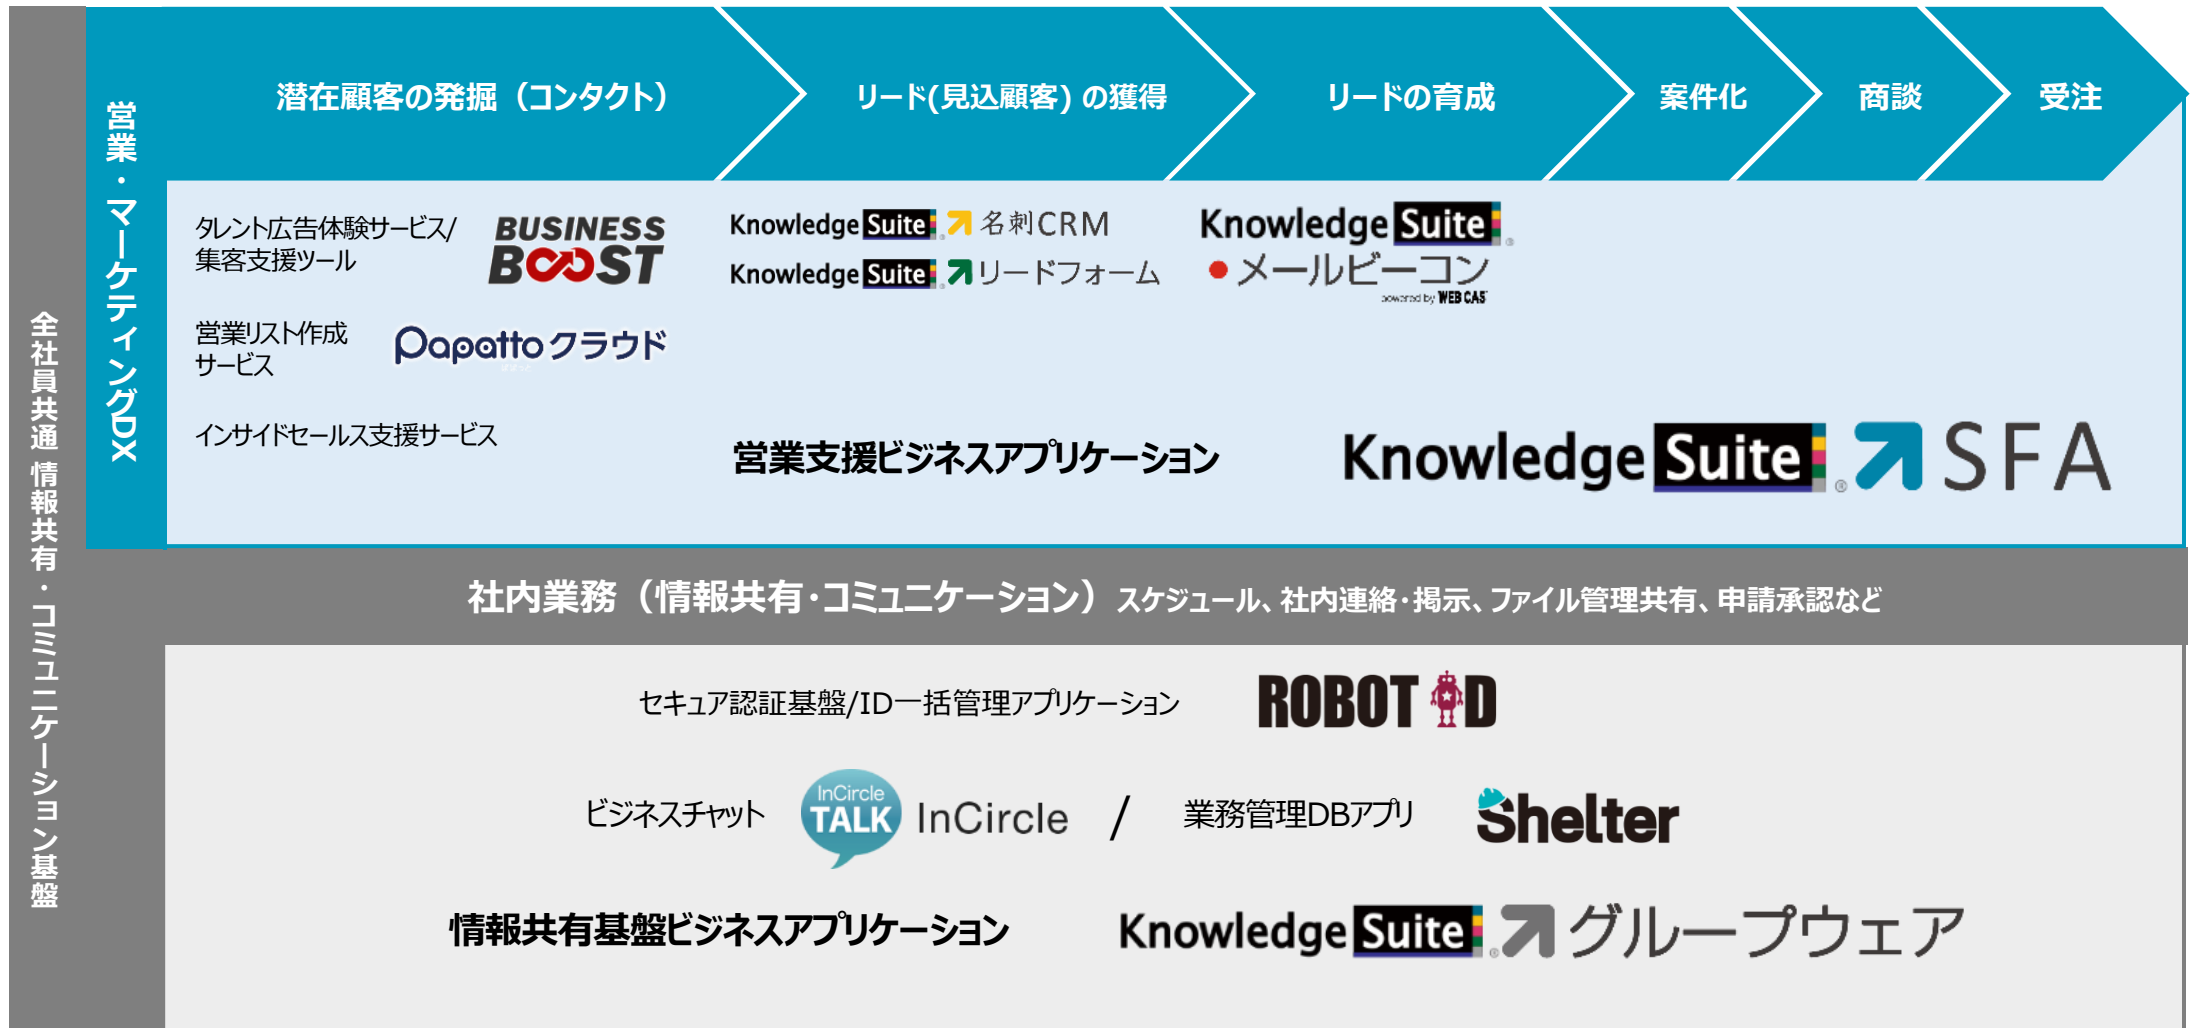 全社員共通 情報共有・コミュニケーション基盤
営業・マーケティングDX
潜在顧客の発掘（コンタクト）
リード(見込顧客) の獲得
リードの育成
案件化
商談
受注
タレント広告体験サービス/
集客支援ツール
BUSINESS
BOOST
営業リスト作成
サービス
Papattoクラウド
インサイドセールス支援サービス
Knowledge Suite® 名刺CRM
Knowledge Suite® リードフォーム
Knowledge Suite®
メールビーコン
powered by WEB CAS
営業支援ビジネスアプリケーション
Knowledge Suite® SFA
社内業務（情報共有・コミュニケーション）スケジュール、社内連絡・掲示、ファイル管理共有、申請承認など
セキュア認証基盤/ID一括管理アプリケーション
ROBOT ID
ビジネスチャット
InCircle
TALK
InCircle
/
業務管理DBアプリ
Shelter
情報共有基盤ビジネスアプリケーション
Knowledge Suite® グループウェア